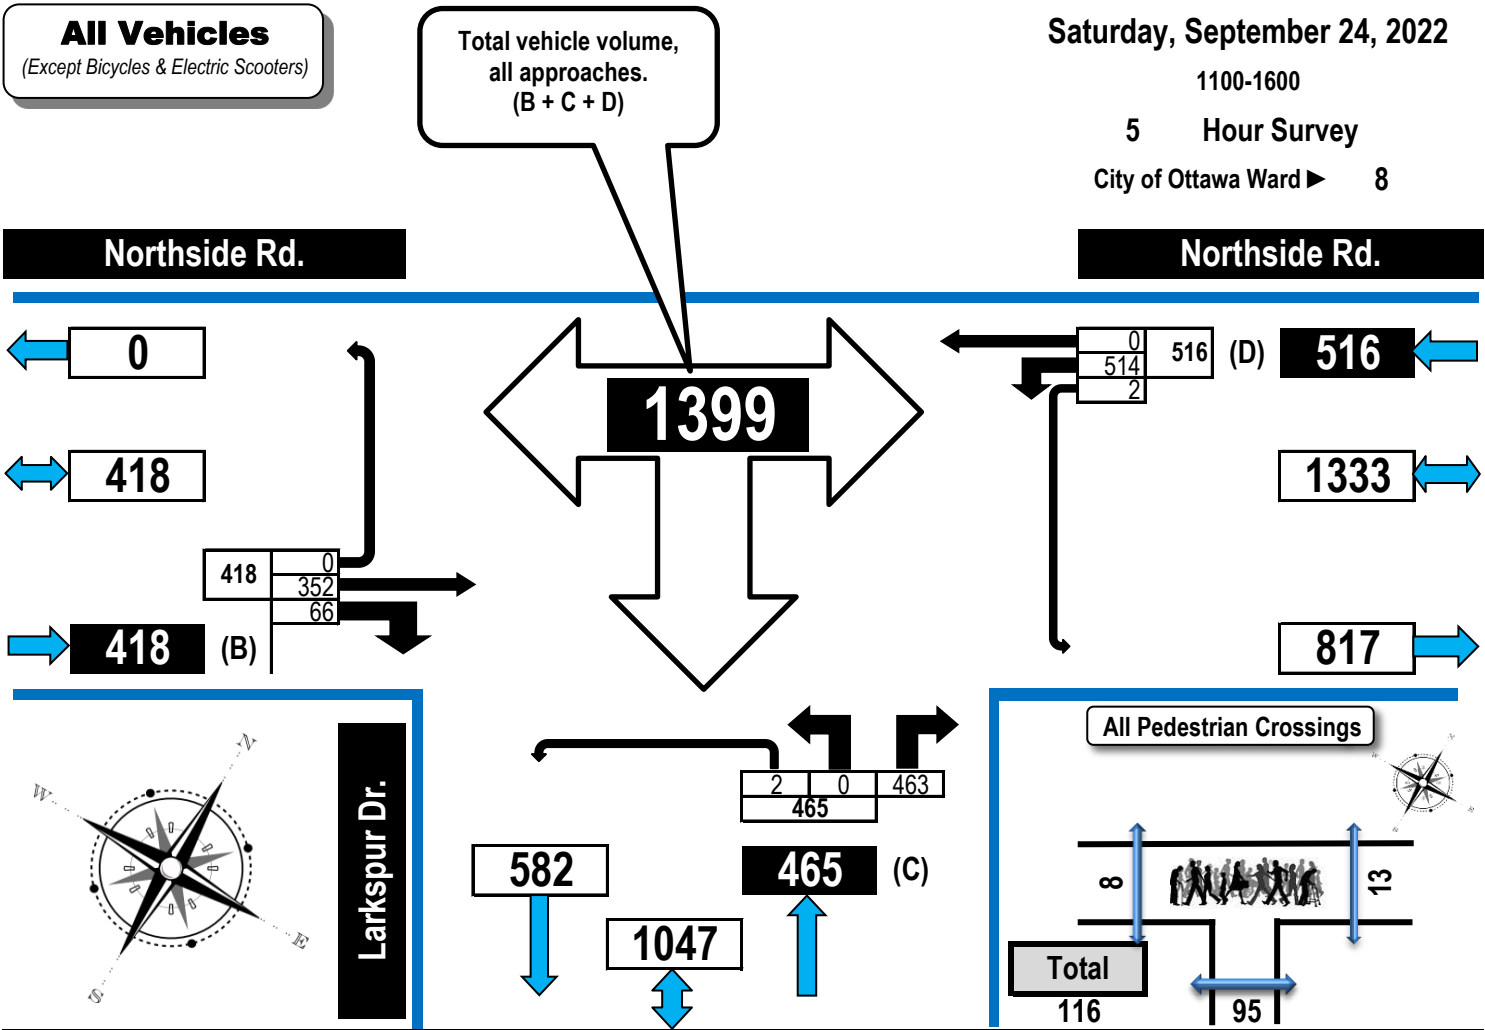 All Vehicles
(Except Bicycles & Electric Scooters)
Total vehicle volume,
all approaches.
(B + C + D)
Saturday, September 24, 2022
1100-1600
5 Hour Survey
City of Ottawa Ward ► 8
Northside Rd.
Northside Rd.
0
418
418
0
352
66
418 (B)
1399
0
514
2
516
(D)
516
1333
817
N
W
E
S
Larkspur Dr.
2 0 463
465
582
465 (C)
1047
All Pedestrian Crossings
8
13
Total
116
95